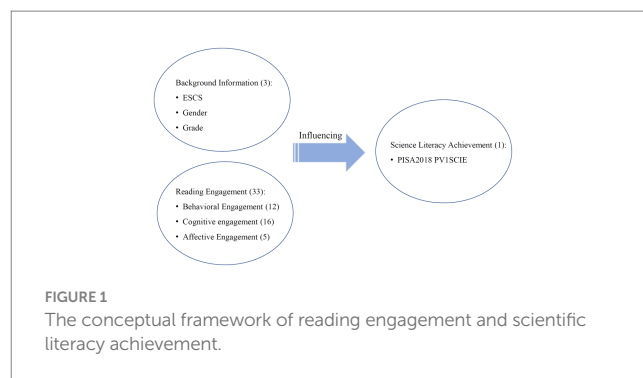 Background Information (3):
• ESCS
• Gender
• Grade
Influencing
Science Literacy Achievement (1):
• PISA2018 PV1SCIE
Reading Engagement (33):
• Behavioral Engagement (12)
• Cognitive engagement (16)
• Affective Engagement (5)
FIGURE 1
The conceptual framework of reading engagement and scientific
literacy achievement.